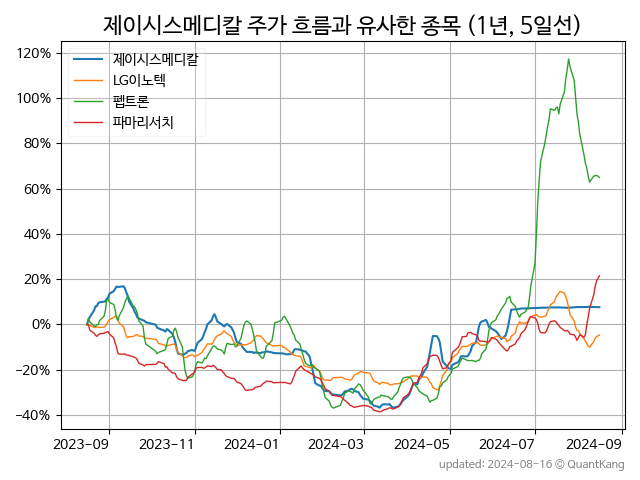 제이시스메디칼 주가 흐름과 유사한 종목 (1년, 5일선)
제이시스메디칼
LG이노텍
펩트론
파마리서치
120%
100%
80%
60%
40%
20%
0%
−20%
−40%
2023-09 2023-11 2024-01 2024-03 2024-05 2024-07 2024-09
updated: 2024-08-16 © QuantKang